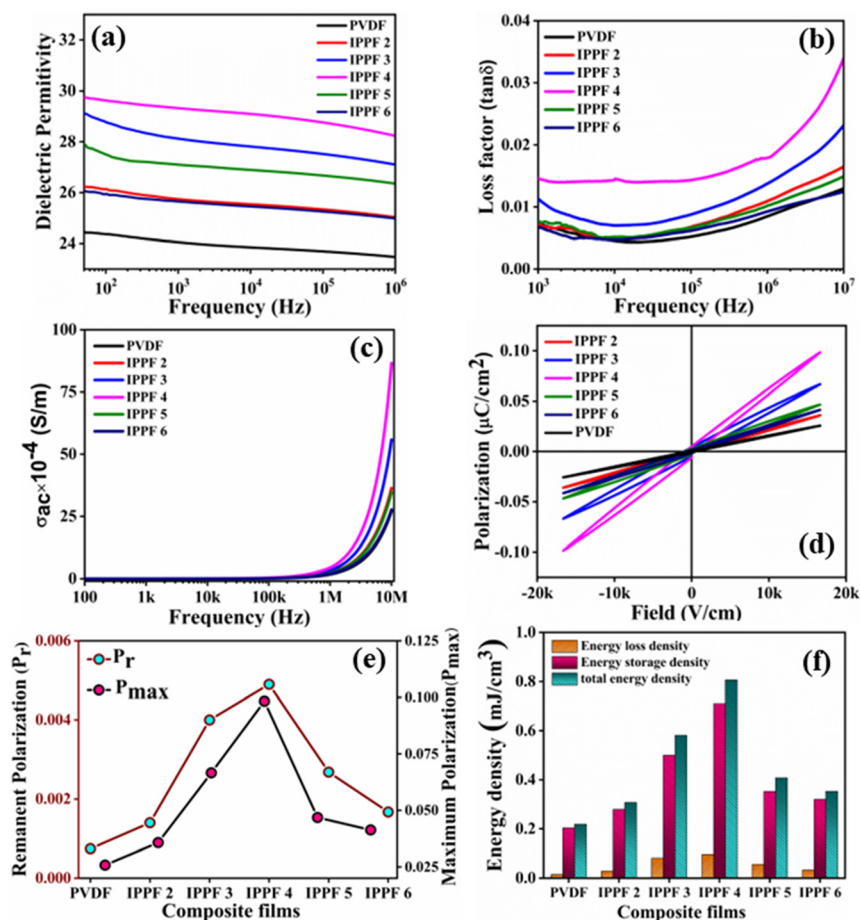 (a)
PVDF
IPPF 2
IPPF 3
IPPF 4
IPPF 5
IPPF 6
Dielectric Permitivity
32
30
28
26
24
10²
10³
10⁴
10⁵
10⁶
Frequency (Hz)
(b)
PVDF
IPPF 2
IPPF 3
IPPF 4
IPPF 5
IPPF 6
Loss factor (tanδ)
0.04
0.03
0.02
0.01
0.00
10³
10⁴
10⁵
10⁶
10⁷
Frequency (Hz)
(c)
PVDF
IPPF 2
IPPF 3
IPPF 4
IPPF 5
IPPF 6
σac×10⁻⁴ (S/m)
100
75
50
25
0
100
1k
10k
100k
1M
10M
Frequency (Hz)
(d)
IPPF 2
IPPF 3
IPPF 4
IPPF 5
IPPF 6
PVDF
Polarization (μC/cm²)
0.10
0.05
0.00
-0.05
-0.10
-20k
-10k
0
10k
20k
Field (V/cm)
(e)
Pr
Pmax
Remanent Polarization (Pr)
0.006
0.004
0.002
0.000
Maximum Polarization(Pmax)
0.125
0.100
0.075
0.050
0.025
PVDF
IPPF 2
IPPF 3
IPPF 4
IPPF 5
IPPF 6
Composite films
(f)
Energy loss density
Energy storage density
total energy density
Energy density (mJ/cm³)
1.0
0.8
0.6
0.4
0.2
0.0
PVDF
IPPF 2
IPPF 3
IPPF 4
IPPF 5
IPPF 6
Composite films